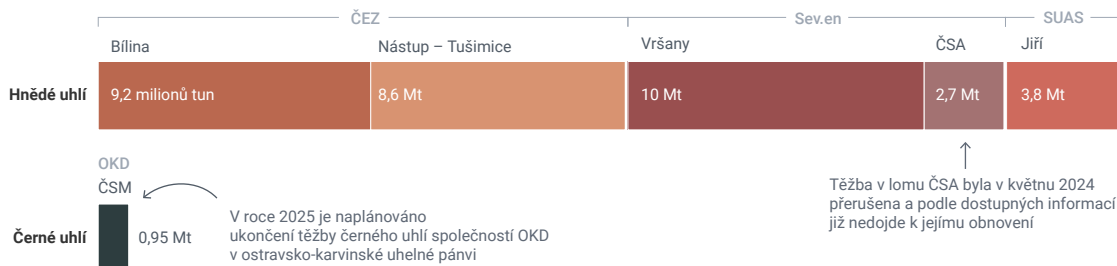 ČEZ
Sev.en
SUAS
Bílina
Nástup – Tušimice
Vršany
ČSA
Jiří
Hnědé uhlí
9,2 milionů tun
8,6 Mt
10 Mt
2,7 Mt
3,8 Mt
OKD
ČSM
Těžba v lomu ČSA byla v květnu 2024
přerušena a podle dostupných informací
již nedojde k jejímu obnovení
Černé uhlí
0,95 Mt
V roce 2025 je naplánováno
ukončení těžby černého uhlí společností OKD
v ostravsko-karvinské uhelné pánvi